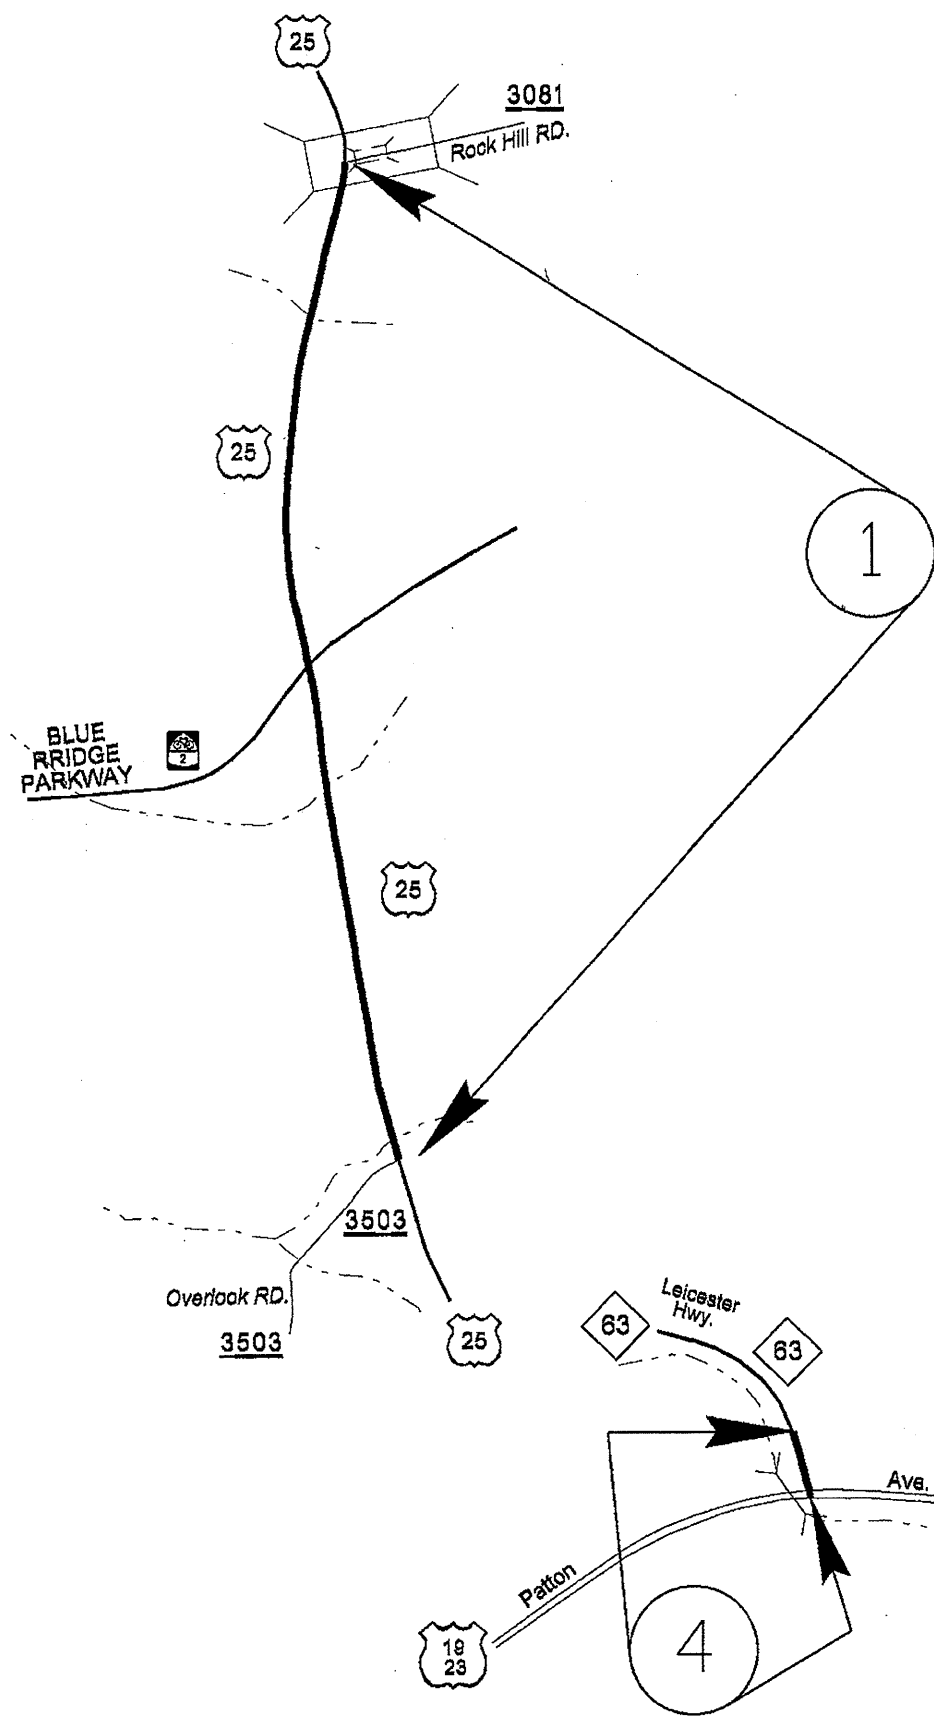 25
3081
Rock Hill RD.
25
1
BLUE
RRIDGE
PARKWAY
2
25
3503
Overlook RD.
3503
25
63
Leicester
Hwy.
63
Ave.
Patton
19
23
4